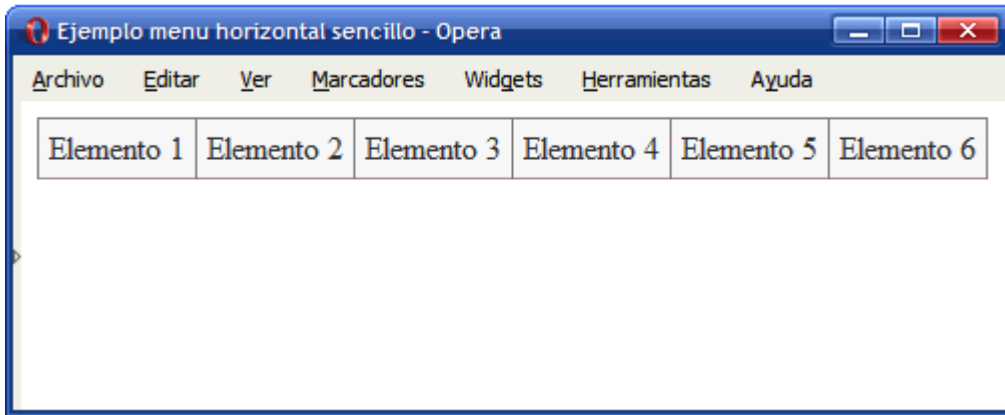 Ejemplo menu horizontal sencillo - Opera
Archivo Editar Ver Marcadores Widgets Herramientas Ayuda
Elemento 1 Elemento 2 Elemento 3 Elemento 4 Elemento 5 Elemento 6